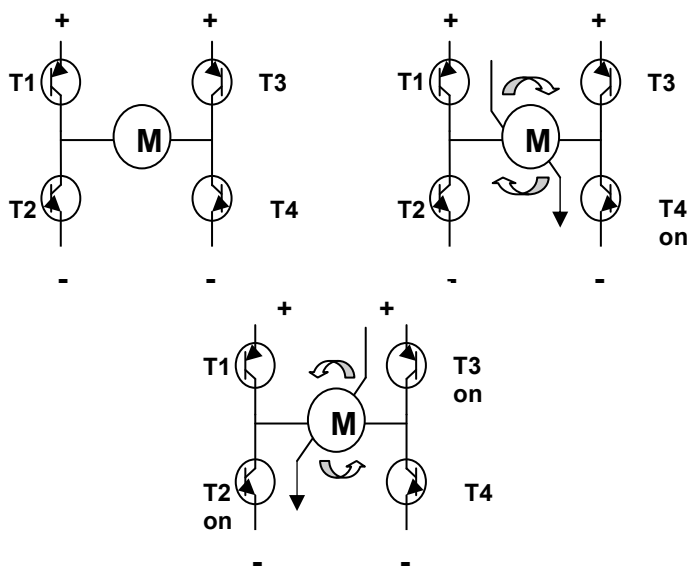 + +
T1 T3
M
T2 T4
- -
+ +
T1 T3
M
T2 T4
on
- -
+ +
T1 T3
on
M
T2 T4
on
- -